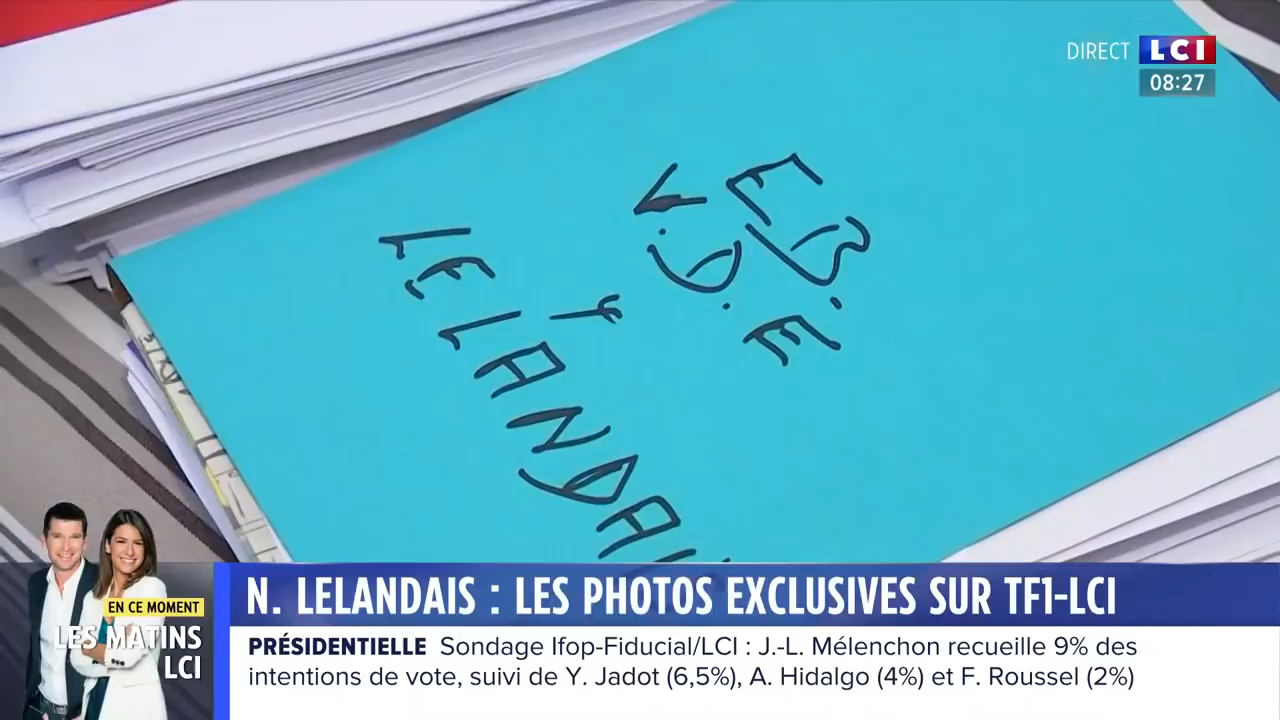 DIRECT LCI
08:27
LE
Y
LANDA
N. LELANDAIS : LES PHOTOS EXCLUSIVES SUR TF1-LCI
EN CE MOMENT
LES MATINS
LCI
PRÉSIDENTIELLE Sondage Ifop-Fiducial/LCI : J.-L. Mélenchon recueille 9% des
intentions de vote, suivi de Y. Jadot (6,5%), A. Hidalgo (4%) et F. Roussel (2%)